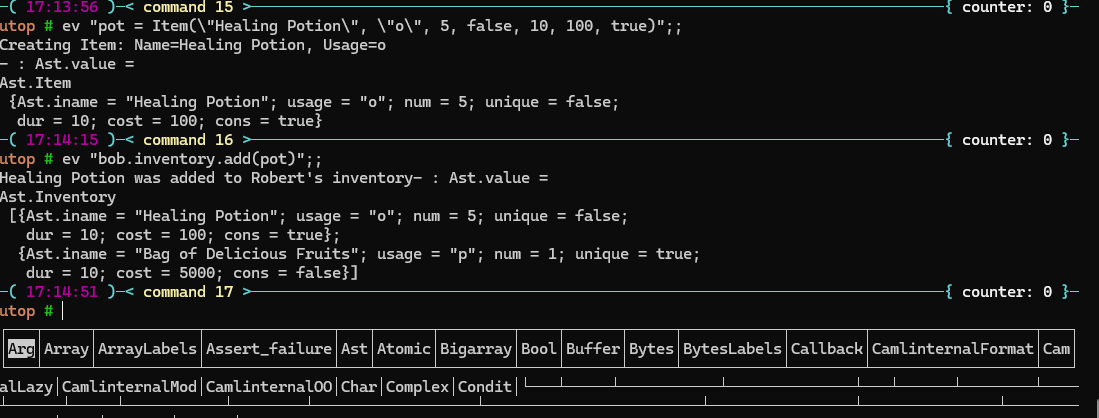 ( 17:13:56 )-< command 15 >{ counter: 0 }-
utop # ev "pot = Item(\"Healing Potion\", \"o\", 5, false, 10, 100, true)";;
Creating Item: Name=Healing Potion, Usage=o
- : Ast.value =
Ast.Item
{Ast.iname = "Healing Potion"; usage = "o"; num = 5; unique = false;
dur = 10; cost = 100; cons = true}
-( 17:14:15 )-< command 16 >{ counter: 0 }-
utop # ev "bob.inventory.add(pot)";;
Healing Potion was added to Robert's inventory- : Ast.value =
Ast.Inventory
[{Ast.iname = "Healing Potion"; usage = "o"; num = 5; unique = false;
dur = 10; cost = 100; cons = true};
{Ast.iname = "Bag of Delicious Fruits"; usage = "p"; num = 1; unique = true;
dur = 10; cost = 5000; cons = false}]
-( 17:14:51 )-< command 17 >{ counter: 0 }-
utop #
Arg Array ArrayLabels Assert_failure Ast Atomic Bigarray Bool Buffer Bytes BytesLabels Callback CamlinternalFormat Cam
alLazy CamlinternalMod CamlinternalOO Char Complex Condit